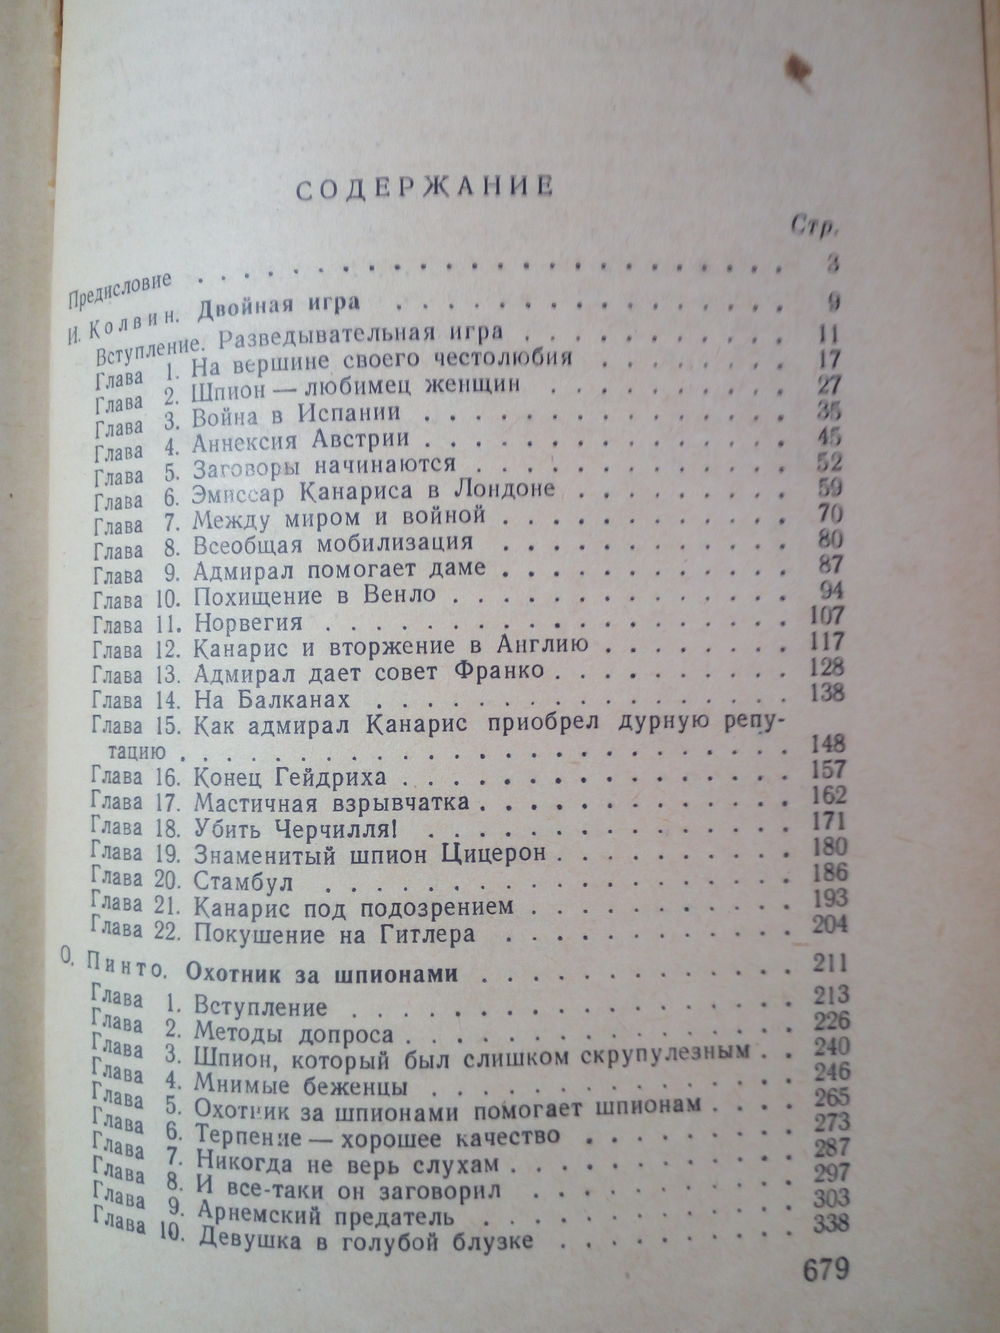 СОДЕРЖАНИЕ
Стр.
Предисловие . . . . . . . . . . . . . . . . . . . . . . . . 3
И. Колвин. Двойная игра . . . . . . . . . . . . . . . 9
Вступление. Разведывательная игра . . . . . . . . . . 11
Глава 1. На вершине своего честолюбия . . . . . . . . 17
Глава 2. Шпион — любимец женщин . . . . . . . . . . 27
Глава 3. Война в Испании . . . . . . . . . . . . . . . 35
Глава 4. Аннексия Австрии . . . . . . . . . . . . . . . 45
Глава 5. Заговоры начинаются . . . . . . . . . . . . . 52
Глава 6. Эмиссар Канариса в Лондоне . . . . . . . . . 59
Глава 7. Между миром и войной . . . . . . . . . . . . 70
Глава 8. Всеобщая мобилизация . . . . . . . . . . . . 80
Глава 9. Адмирал помогает даме . . . . . . . . . . . . 87
Глава 10. Похищение в Венло . . . . . . . . . . . . . . 94
Глава 11. Норвегия . . . . . . . . . . . . . . . . . . . 107
Глава 12. Канарис и вторжение в Англию . . . . . . . . 117
Глава 13. Адмирал дает совет Франко . . . . . . . . . . 128
Глава 14. На Балканах . . . . . . . . . . . . . . . . . 138
Глава 15. Как адмирал Канарис приобрел дурную репу-
тацию . . . . . . . . . . . . . . . . . . . . . . . . . 148
Глава 16. Конец Гейдриха . . . . . . . . . . . . . . . . 157
Глава 17. Мастичная взрывчатка . . . . . . . . . . . . . 162
Глава 18. Убить Черчилля! . . . . . . . . . . . . . . . 171
Глава 19. Знаменитый шпион Цицерон . . . . . . . . . . 180
Глава 20. Стамбул . . . . . . . . . . . . . . . . . . . 186
Глава 21. Канарис под подозрением . . . . . . . . . . . 193
Глава 22. Покушение на Гитлера . . . . . . . . . . . . 204
О. Пинто. Охотник за шпионами . . . . . . . . . . . . . 211
Глава 1. Вступление . . . . . . . . . . . . . . . . . . 213
Глава 2. Методы допроса . . . . . . . . . . . . . . . . 226
Глава 3. Шпион, который был слишком скрупулезным . . 240
Глава 4. Мнимые беженцы . . . . . . . . . . . . . . . 246
Глава 5. Охотник за шпионами помогает шпионам . . . . 265
Глава 6. Терпение — хорошее качество . . . . . . . . . 273
Глава 7. Никогда не верь слухам . . . . . . . . . . . . 287
Глава 8. И все-таки он заговорил . . . . . . . . . . . 297
Глава 9. Арнемский предатель . . . . . . . . . . . . . 303
Глава 10. Девушка в голубой блузке . . . . . . . . . . 338
679